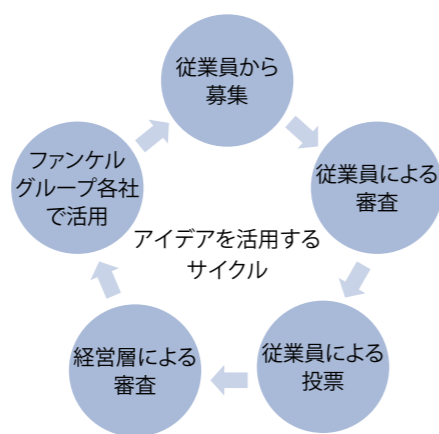 従業員から
募集
従業員による
審査
従業員による
投票
経営層による
審査
ファンケル
グループ各社
で活用
アイデアを活用する
サイクル